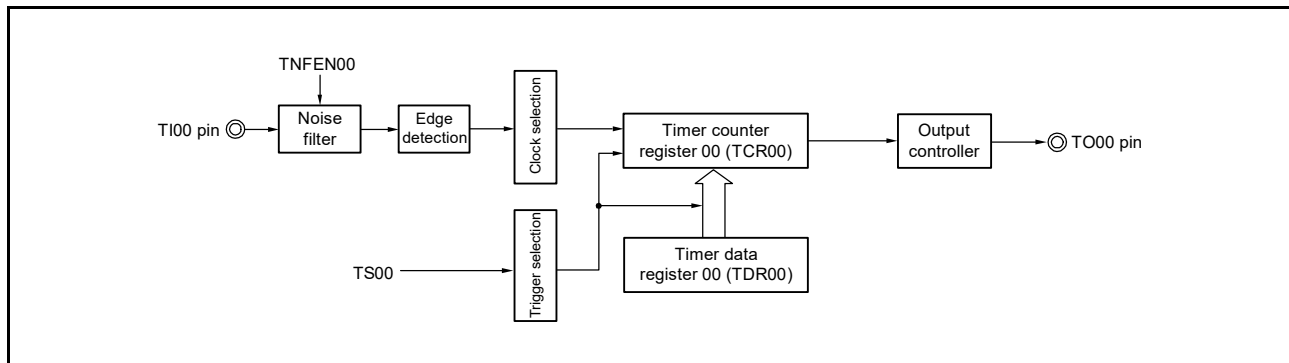 TNFEN00
TI00 pin
Noise
filter
Edge
detection
Clock selection
Timer counter
register 00 (TCR00)
Output
controller
TO00 pin
TS00
Trigger selection
Timer data
register 00 (TDR00)